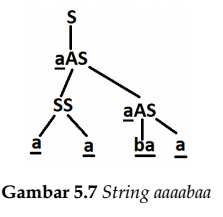 S
aAS
SS aAS
a a ba a
Gambar 5.7 String aaaabaa